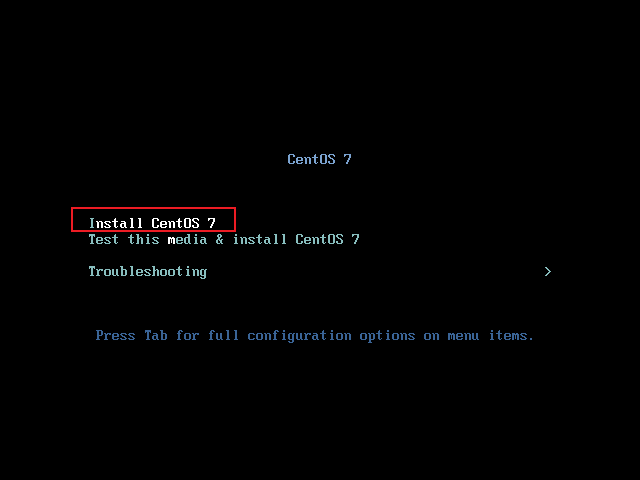 CentOS 7
Install CentOS 7
Test this media & install CentOS 7
Troubleshooting >
Press Tab for full configuration options on menu items.